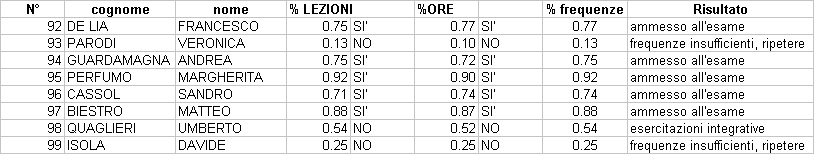 N° cognome nome % LEZIONI %ORE % frequenze Risultato
92 DE LIA FRANCESCO 0.75 SI' 0.77 SI' 0.77 ammesso all'esame
93 PARODI VERONICA 0.13 NO 0.10 NO 0.13 frequenze insufficienti, ripetere
94 GUARDAMAGNA ANDREA 0.75 SI' 0.72 SI' 0.75 ammesso all'esame
95 PERFUMO MARGHERITA 0.92 SI' 0.90 SI' 0.92 ammesso all'esame
96 CASSOL SANDRO 0.71 SI' 0.74 SI' 0.74 ammesso all'esame
97 BIESTRO MATTEO 0.88 SI' 0.87 SI' 0.88 ammesso all'esame
98 QUAGLIERI UMBERTO 0.54 NO 0.52 NO 0.54 esercitazioni integrative
99 ISOLA DAVIDE 0.25 NO 0.25 NO 0.25 frequenze insufficienti, ripetere